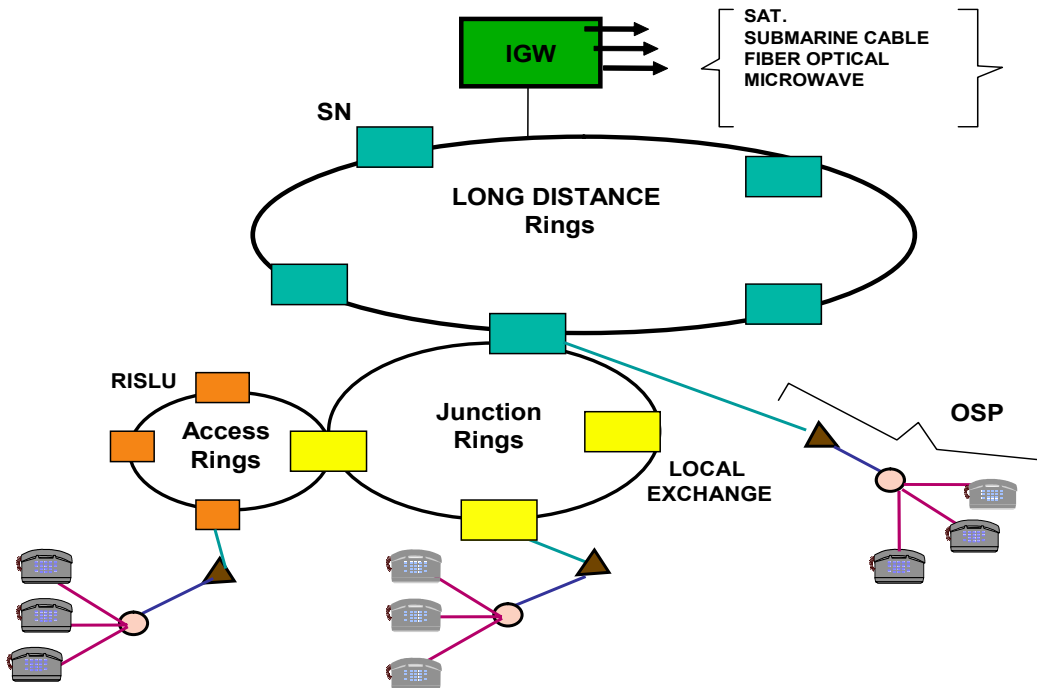 IGW
SAT.
SUBMARINE CABLE
FIBER OPTICAL
MICROWAVE
SN
LONG DISTANCE
Rings
RISLU
Access
Rings
Junction
Rings
LOCAL
EXCHANGE
OSP